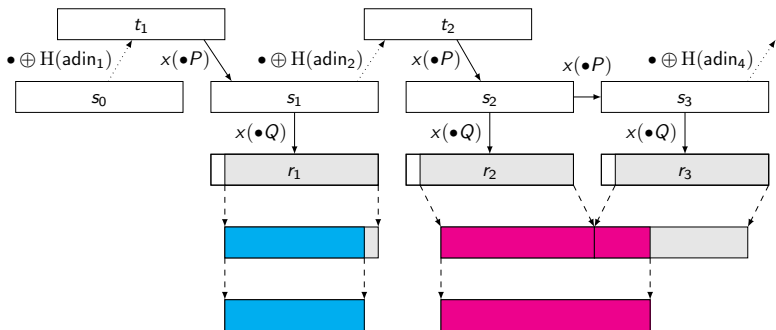 t₁ t₂
• ⊕ H(adin₁) x(•P) • ⊕ H(adin₂) x(•P) x(•P) • ⊕ H(adin₄)
s₀ s₁ s₂ s₃
x(•Q) x(•Q) x(•Q)
r₁ r₂ r₃